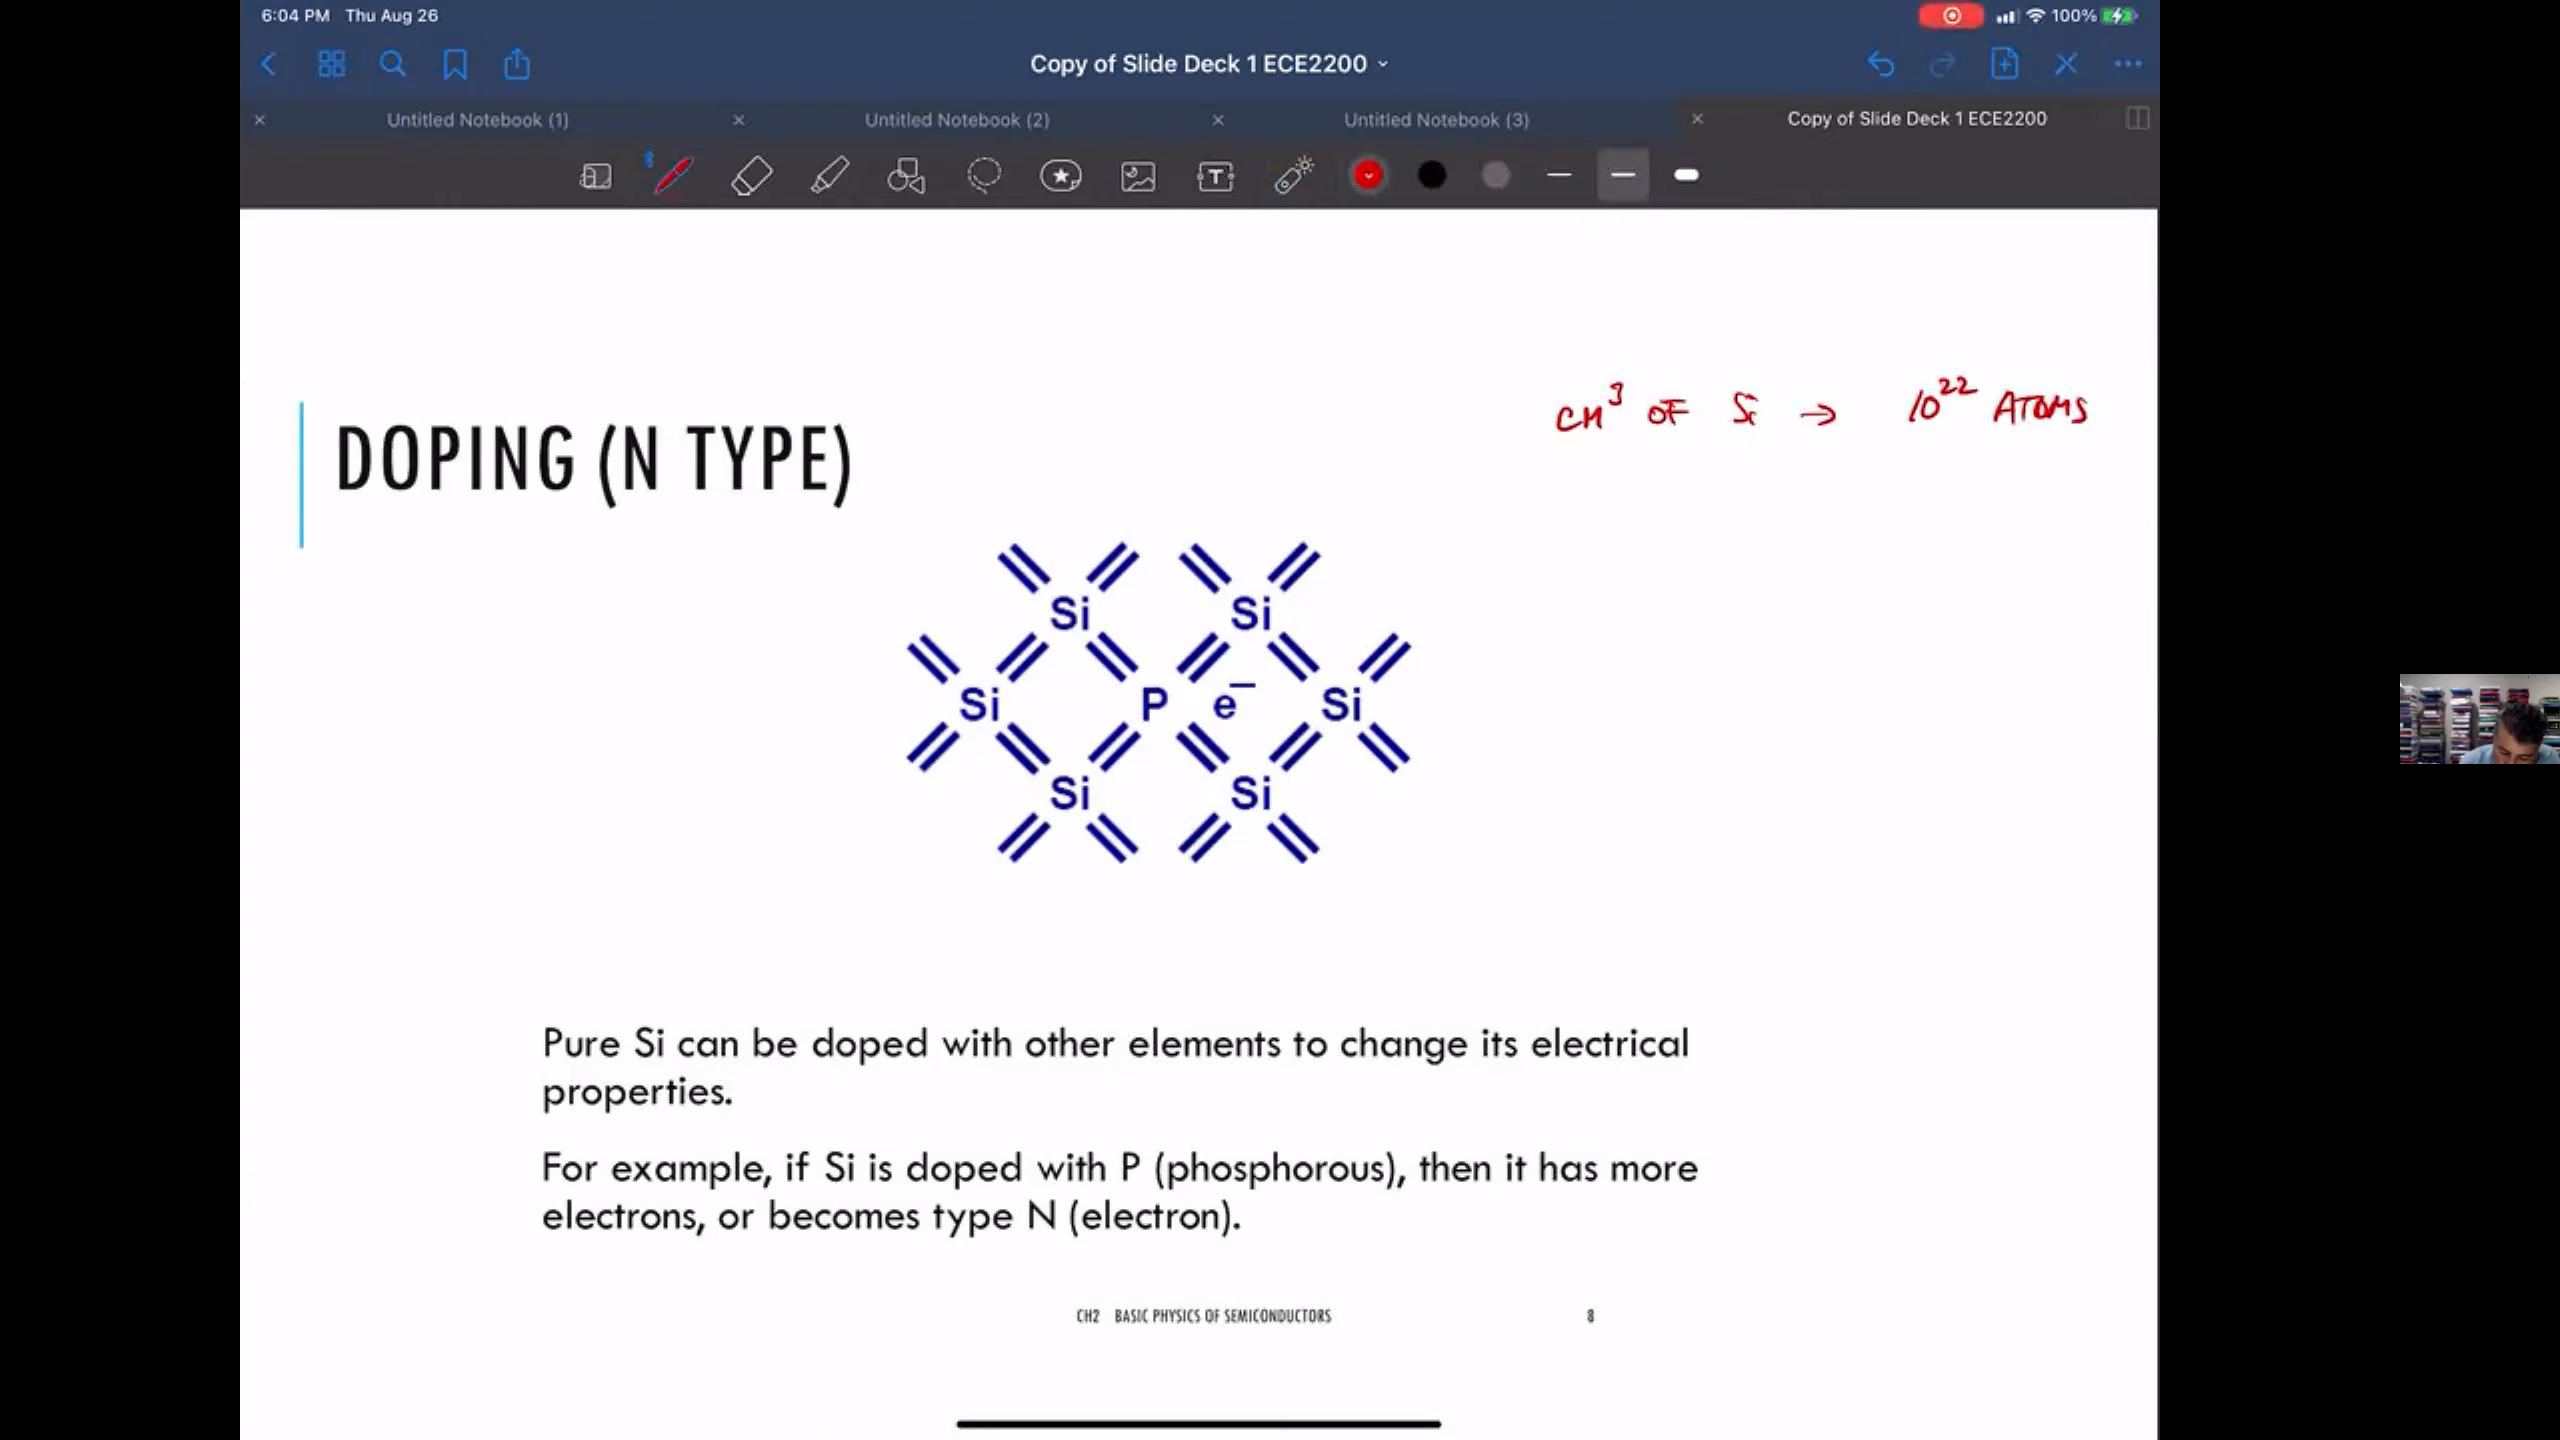 6:04 PM Thu Aug 26
100%
Copy of Slide Deck 1 ECE2200
Untitled Notebook (1)
Untitled Notebook (2)
Untitled Notebook (3)
Copy of Slide Deck 1 ECE2200
T
CM³ OF Si → 10²² ATOMS
DOPING (N TYPE)
Si Si
Si P e⁻ Si
Si Si
Pure Si can be doped with other elements to change its electrical
properties.
For example, if Si is doped with P (phosphorous), then it has more
electrons, or becomes type N (electron).
CH2 BASIC PHYSICS OF SEMICONDUCTORS 8